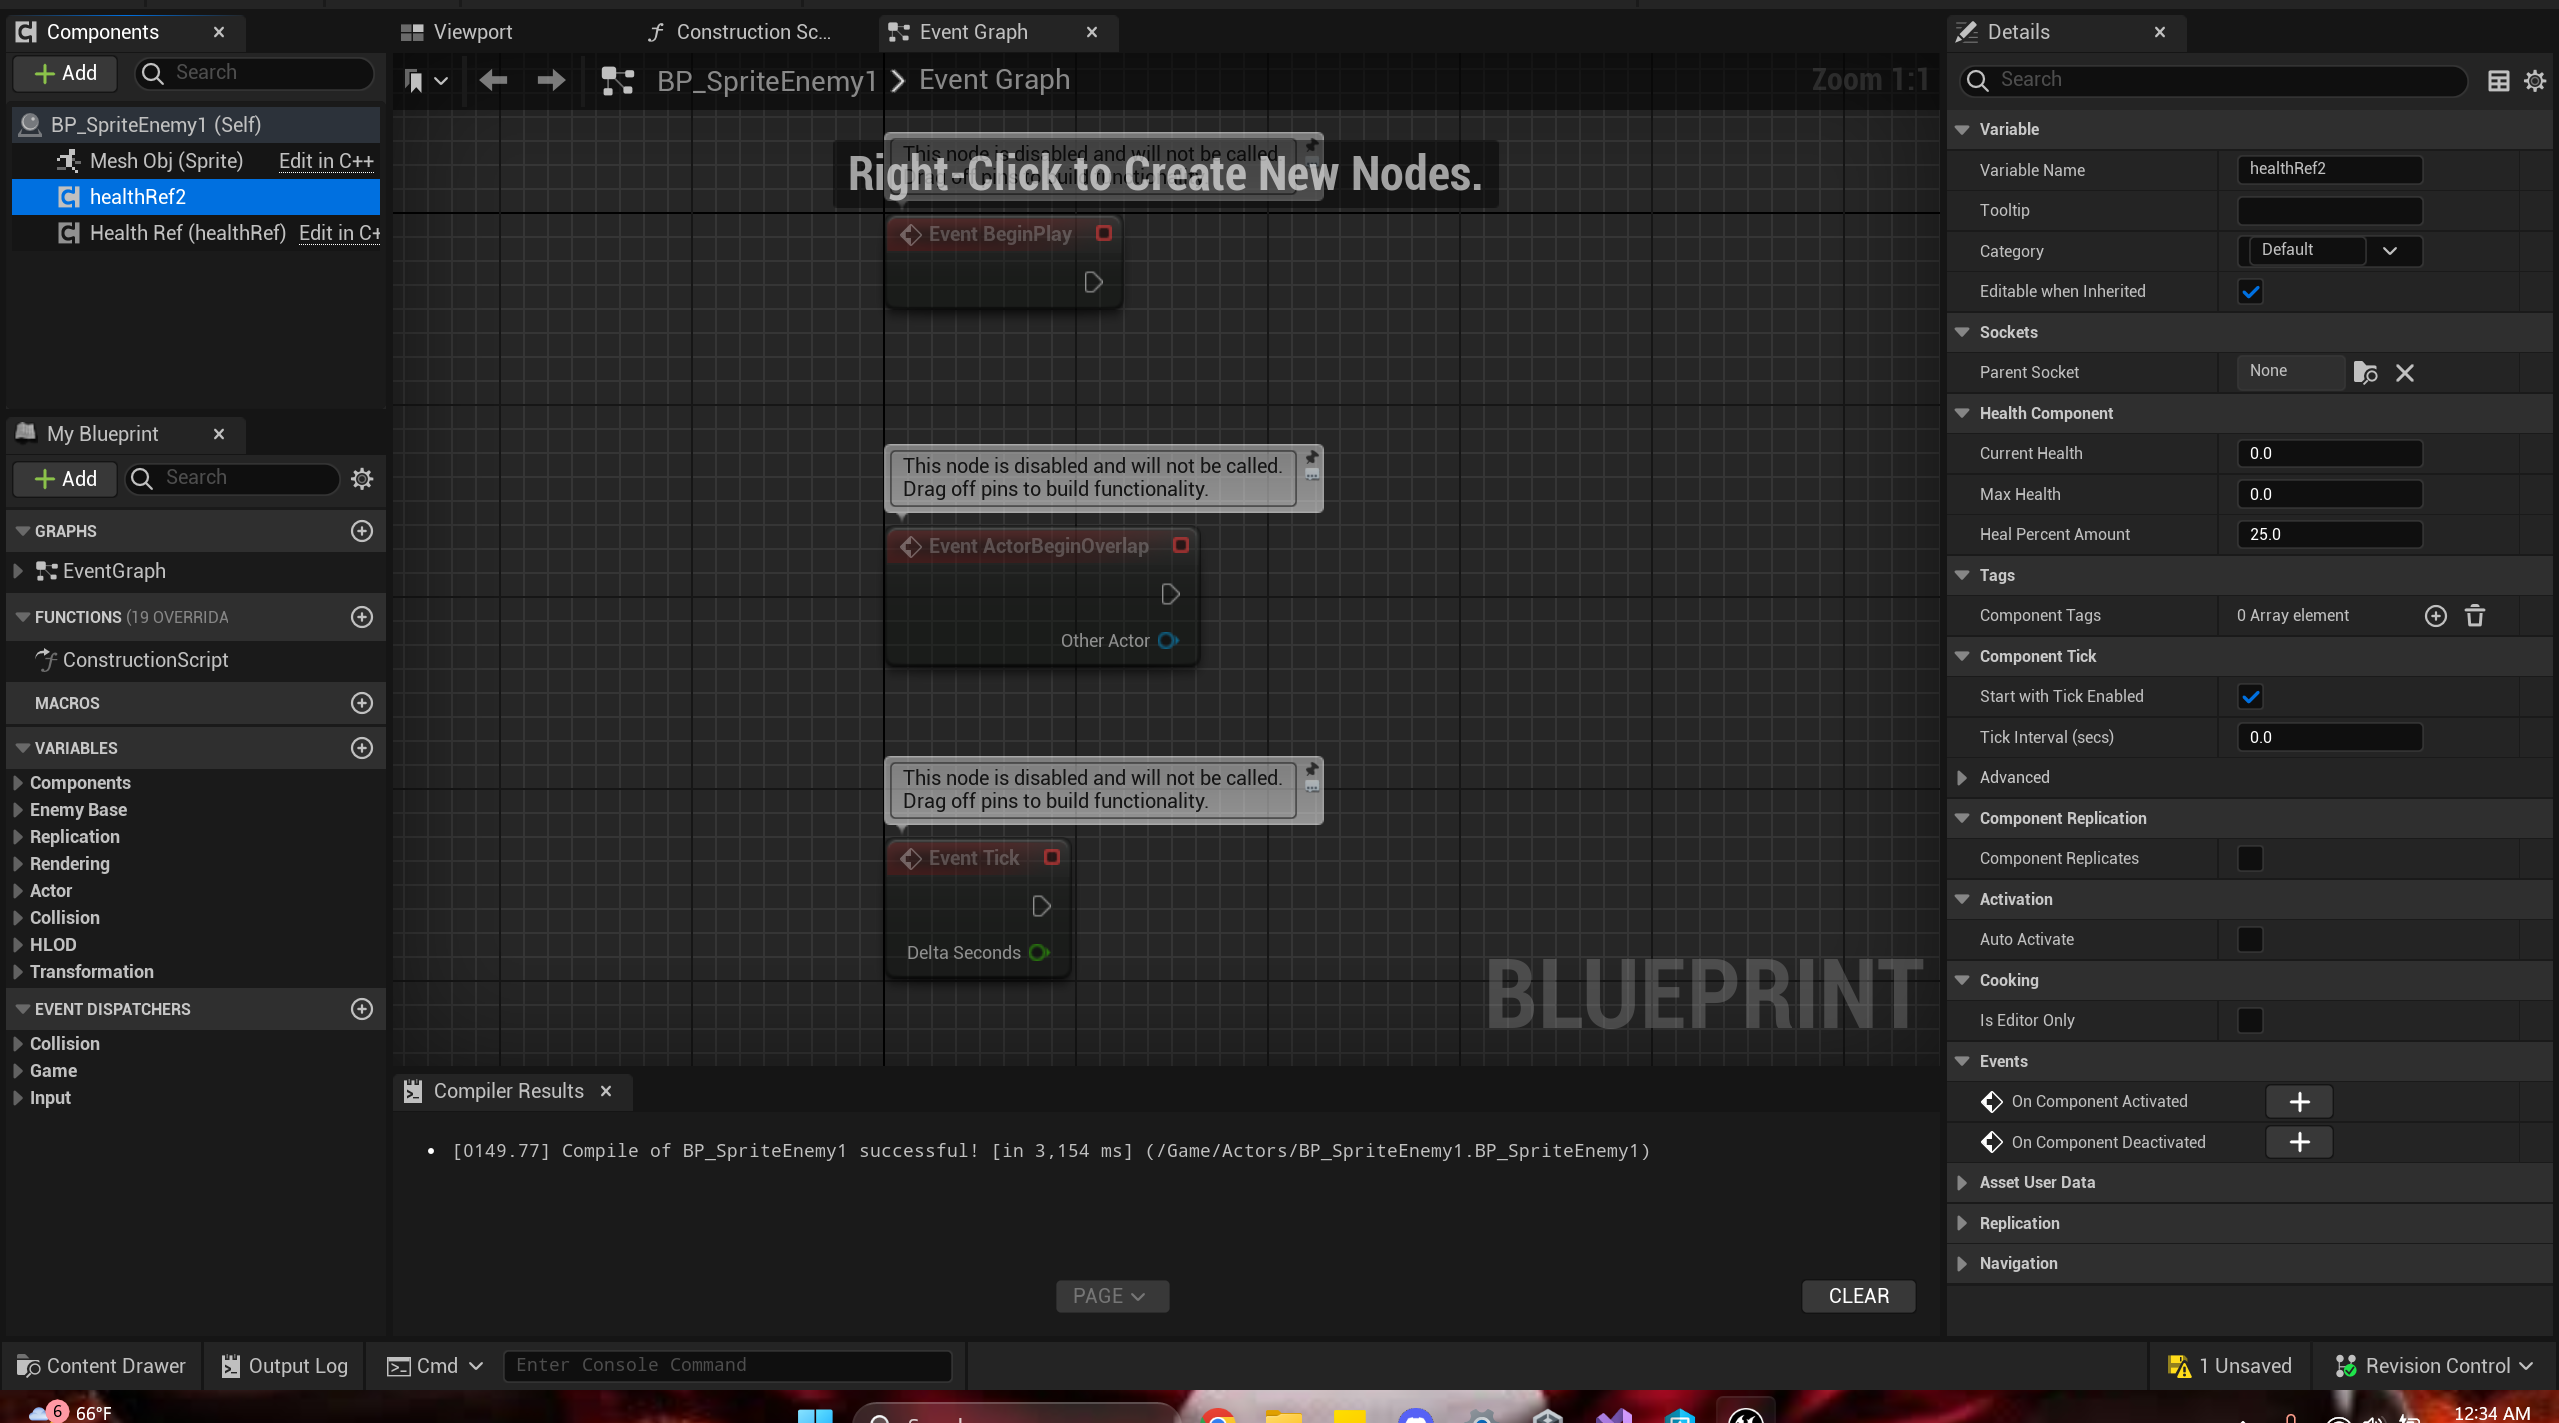 Components
Viewport
Construction Sc...
Event Graph
Details
Add
Search
BP_SpriteEnemy1
Event Graph
Zoom 1:1
Search
BP_SpriteEnemy1 (Self)
Mesh Obj (Sprite)
Edit in C++
healthRef2
Health Ref (healthRef)
Edit in C+
This node is disabled and will not be called.
Drag off pins to build functionality.
Right-Click to Create New Nodes.
Event BeginPlay
This node is disabled and will not be called.
Drag off pins to build functionality.
Event ActorBeginOverlap
Other Actor
This node is disabled and will not be called.
Drag off pins to build functionality.
Event Tick
Delta Seconds
BLUEPRINT
My Blueprint
Add
Search
GRAPHS
EventGraph
FUNCTIONS (19 OVERRIDA
ConstructionScript
MACROS
VARIABLES
Components
Enemy Base
Replication
Rendering
Actor
Collision
HLOD
Transformation
EVENT DISPATCHERS
Collision
Game
Input
Compiler Results
[0149.77] Compile of BP_SpriteEnemy1 successful! [in 3,154 ms] (/Game/Actors/BP_SpriteEnemy1.BP_SpriteEnemy1)
PAGE
CLEAR
Variable
Variable Name
healthRef2
Tooltip
Category
Default
Editable when Inherited
Sockets
Parent Socket
None
Health Component
Current Health
0.0
Max Health
0.0
Heal Percent Amount
25.0
Tags
Component Tags
0 Array element
Component Tick
Start with Tick Enabled
Tick Interval (secs)
0.0
Advanced
Component Replication
Component Replicates
Activation
Auto Activate
Cooking
Is Editor Only
Events
On Component Activated
On Component Deactivated
Asset User Data
Replication
Navigation
Content Drawer
Output Log
Cmd
Enter Console Command
1 Unsaved
Revision Control
6
66°F
12:34 AM